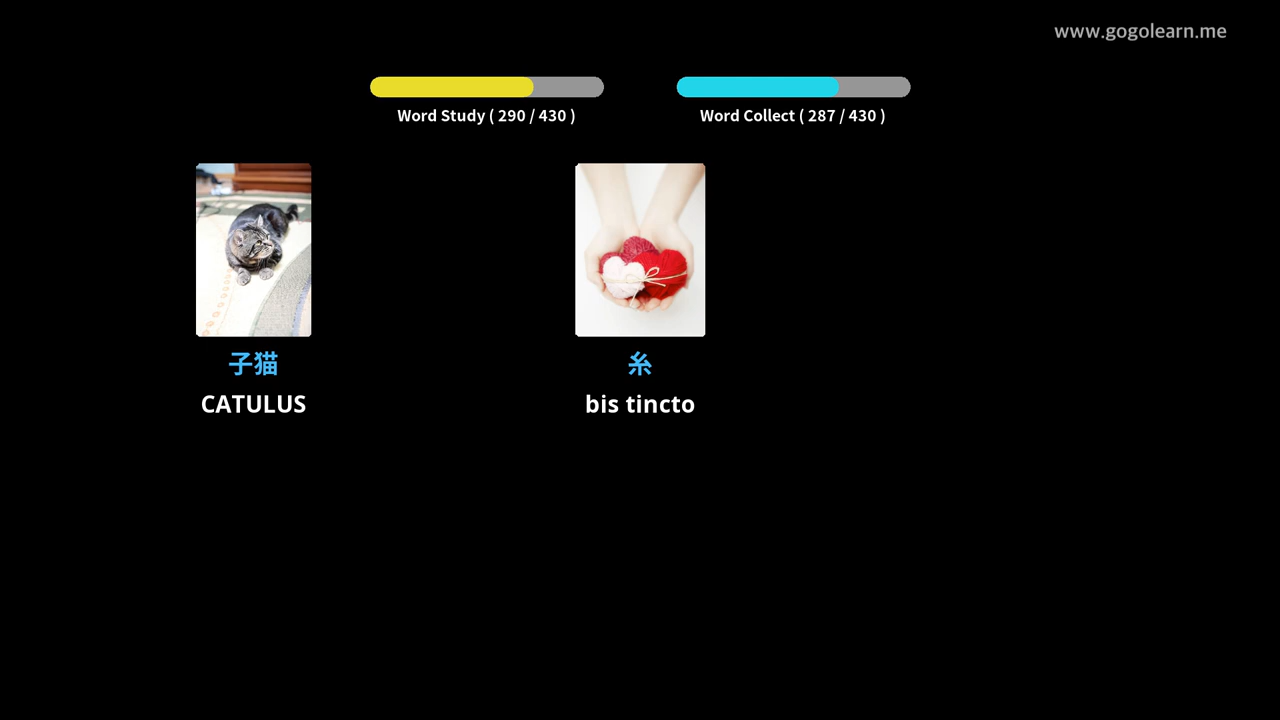 www.gogolearn.me
Word Study ( 290 / 430 )
Word Collect ( 287 / 430 )
子猫
CATULUS
糸
bis tincto